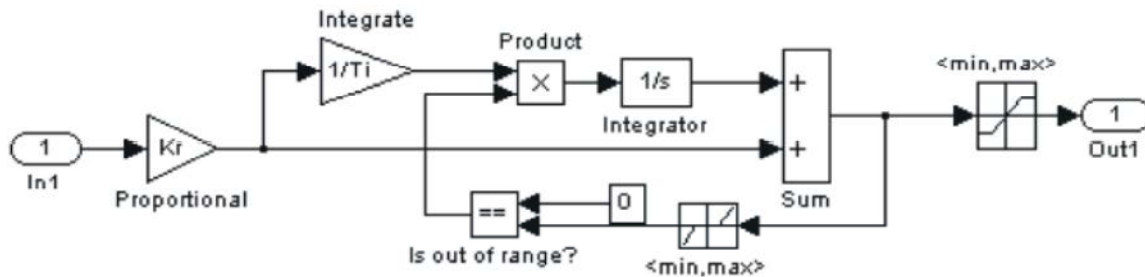 Integrate
1/Ti
Product
×
1/s
Integrator
+
+
Sum
<min,max>
1
In1
Kr
Proportional
1
Out1
==
0
Is out of range?
<min,max>